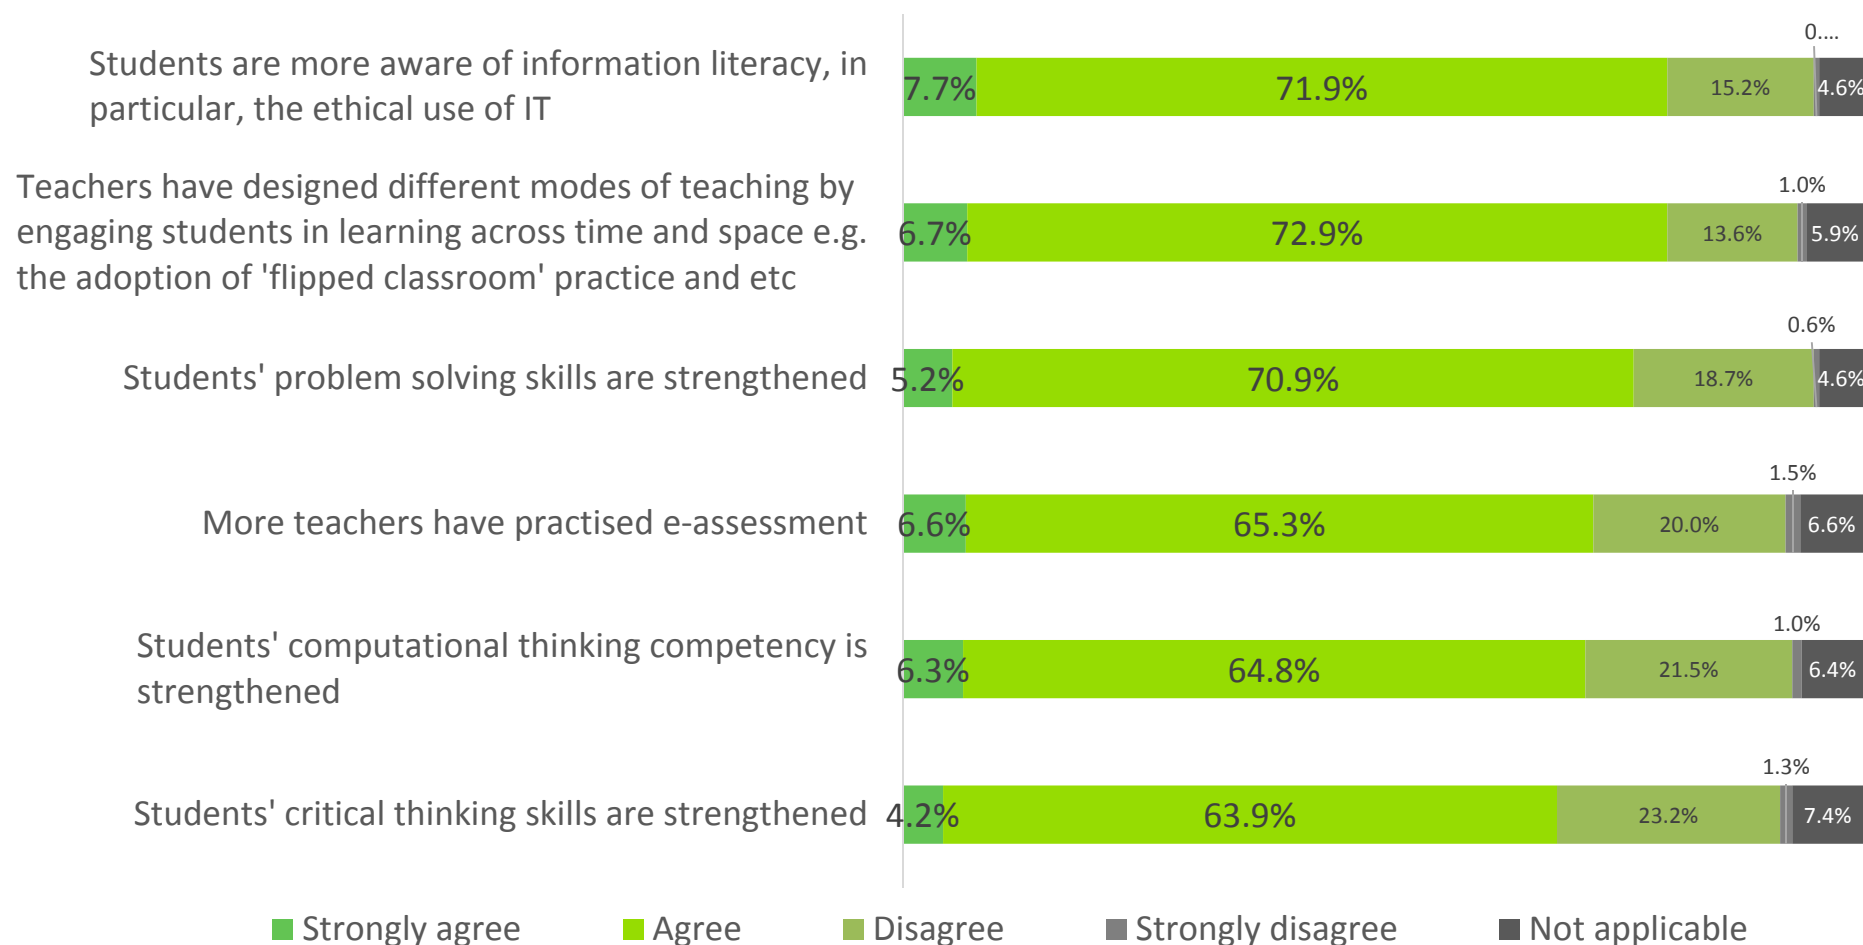 0....
Students are more aware of information literacy, in
particular, the ethical use of IT
7.7% 71.9% 15.2% 4.6%
1.0%
Teachers have designed different modes of teaching by
engaging students in learning across time and space e.g.
the adoption of 'flipped classroom' practice and etc
6.7% 72.9% 13.6% 5.9%
0.6%
Students' problem solving skills are strengthened
5.2% 70.9% 18.7% 4.6%
1.5%
More teachers have practised e-assessment
6.6% 65.3% 20.0% 6.6%
1.0%
Students' computational thinking competency is
strengthened
6.3% 64.8% 21.5% 6.4%
1.3%
Students' critical thinking skills are strengthened
4.2% 63.9% 23.2% 7.4%
Strongly agree Agree Disagree Strongly disagree Not applicable